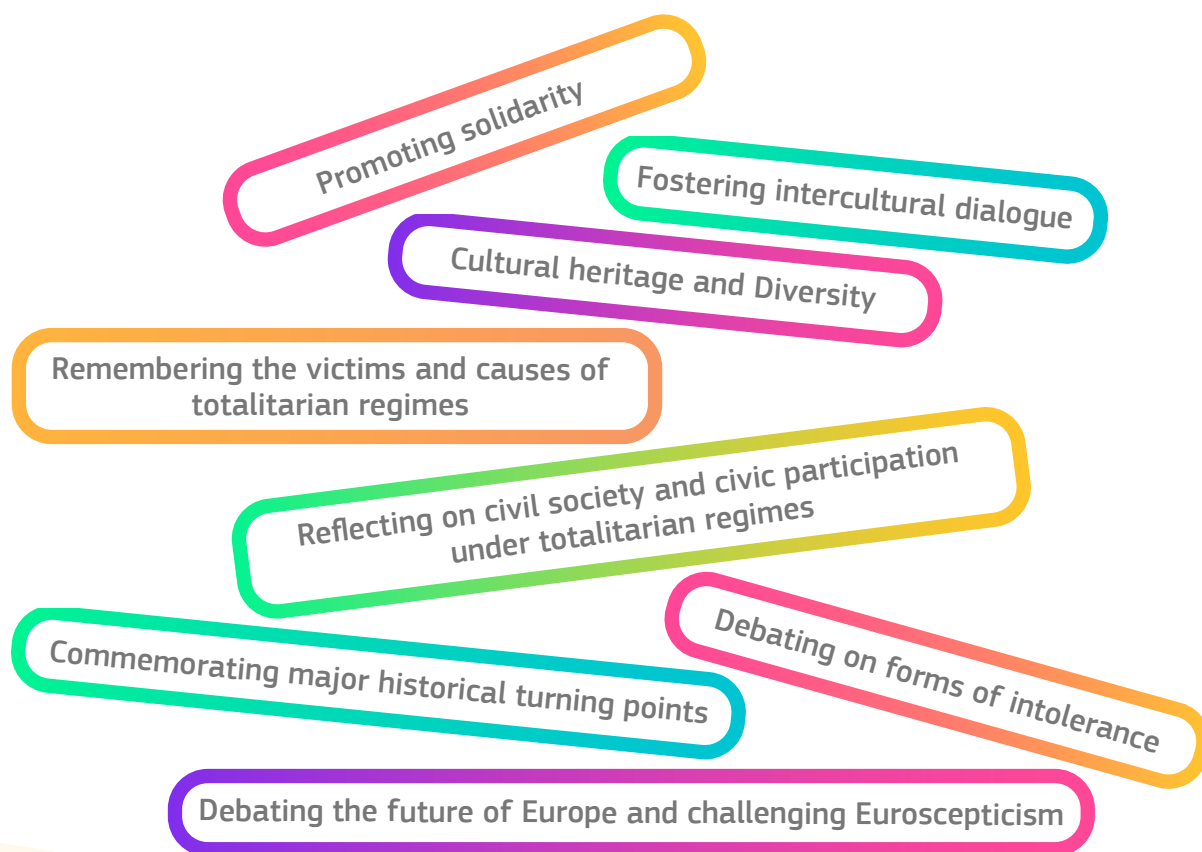 Promoting solidarity
Fostering intercultural dialogue
Cultural heritage and Diversity
Remembering the victims and causes of
totalitarian regimes
Reflecting on civil society and civic participation
under totalitarian regimes
Debating on forms of intolerance
Commemorating major historical turning points
Debating the future of Europe and challenging Euroscepticism